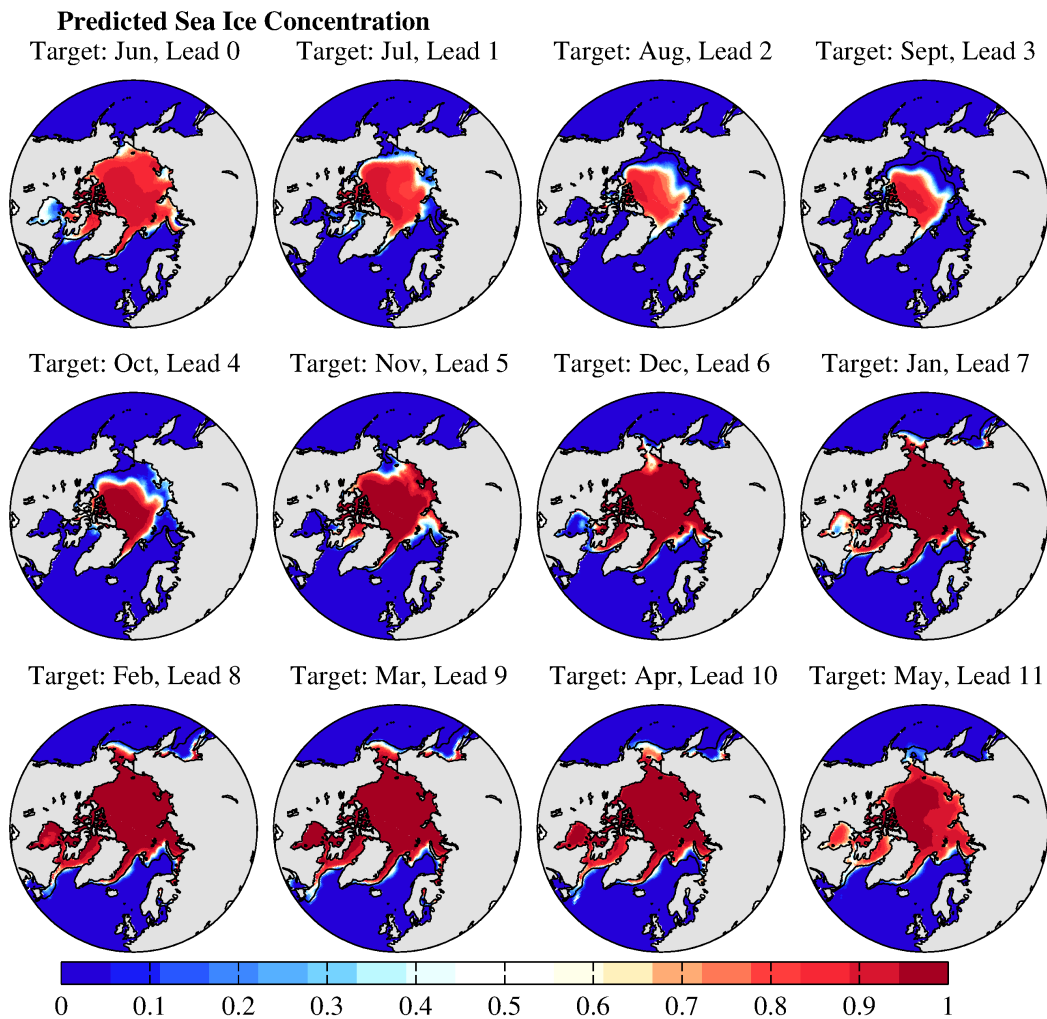 Predicted Sea Ice Concentration
Target: Jun, Lead 0 Target: Jul, Lead 1 Target: Aug, Lead 2 Target: Sept, Lead 3
Target: Oct, Lead 4 Target: Nov, Lead 5 Target: Dec, Lead 6 Target: Jan, Lead 7
Target: Feb, Lead 8 Target: Mar, Lead 9 Target: Apr, Lead 10 Target: May, Lead 11
0 0.1 0.2 0.3 0.4 0.5 0.6 0.7 0.8 0.9 1